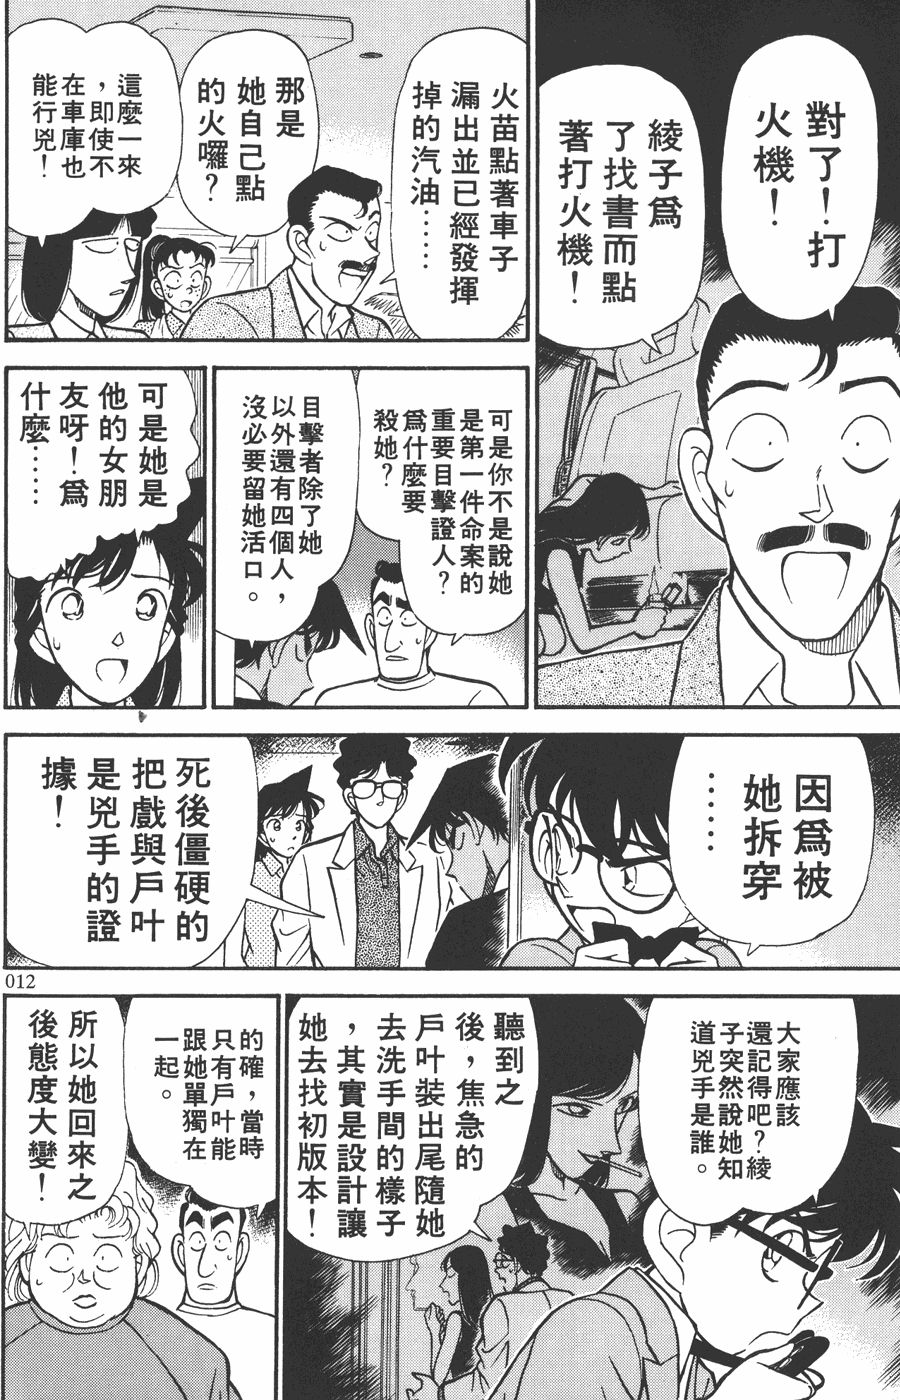 對了！打
火機！
綾子為
了找書而點
著打火機！
火苗點著車子
漏出並已經發揮
掉的汽油……
那是
她自己點
的火囉？
這麼一來
，即使不
在車庫也
能行兇！
可是你不是說她
是第一件命案的
重要目擊證人？
為什麼要
殺她？
目擊者除了她
以外還有四個人，
沒必要留她活口。
可是她是
他的女朋
友呀！為
什麼……
因為被
她拆穿
……
死後僵硬的
把戲與戶叶
是兇手的證
據！
大家應該
還記得吧？綾
子突然說她知
道兇手是誰。
聽到之
後，焦急的
戶叶裝出尾隨她
去洗手間的樣子
，其實是設計讓
她去找初版本！
的確，當時
只有戶叶能
跟她單獨在
一起。
所以她回來之
後態度大變！
012